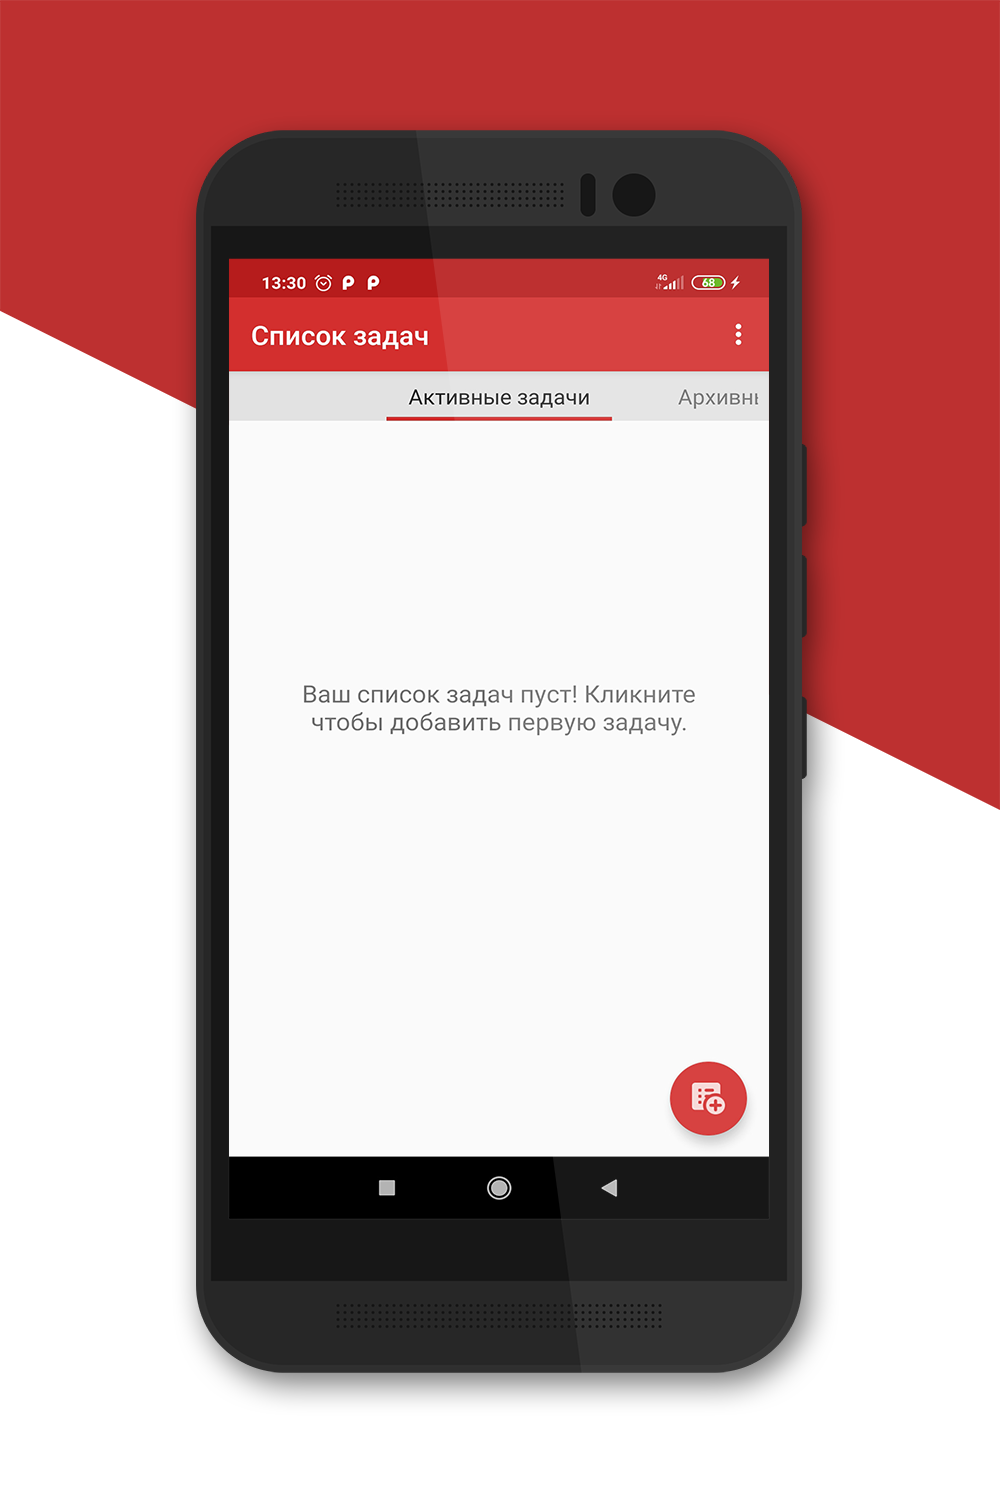 13:30 P P 4G 68
Список задач
Активные задачи Архивны
Ваш список задач пуст! Кликните
чтобы добавить первую задачу.